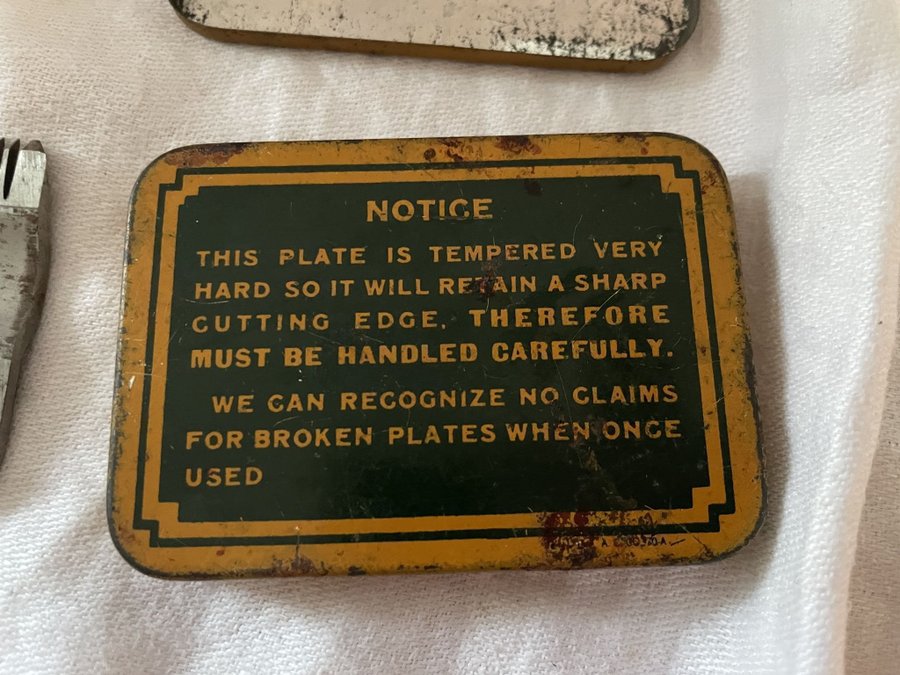 NOTICE
THIS PLATE IS TEMPERED VERY
HARD SO IT WILL RETAIN A SHARP
CUTTING EDGE. THEREFORE
MUST BE HANDLED CAREFULLY.
WE CAN RECOGNIZE NO CLAIMS
FOR BROKEN PLATES WHEN ONCE
USED